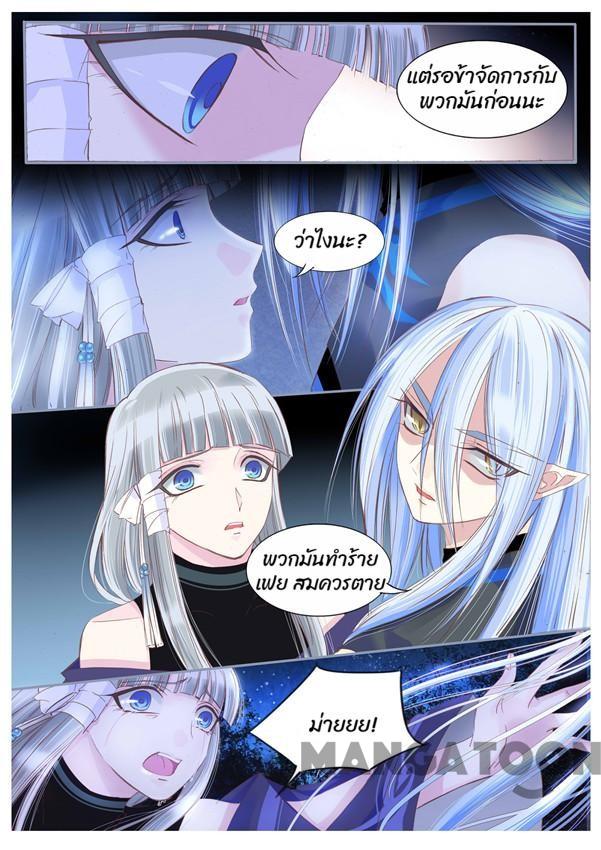 แต่รอข้าจัดการกับ
พวกมันก่อนนะ
ว่าไงนะ?
พวกมันทำร้าย
เฟย สมควรตาย
ม่ายยย!
MANGATOON